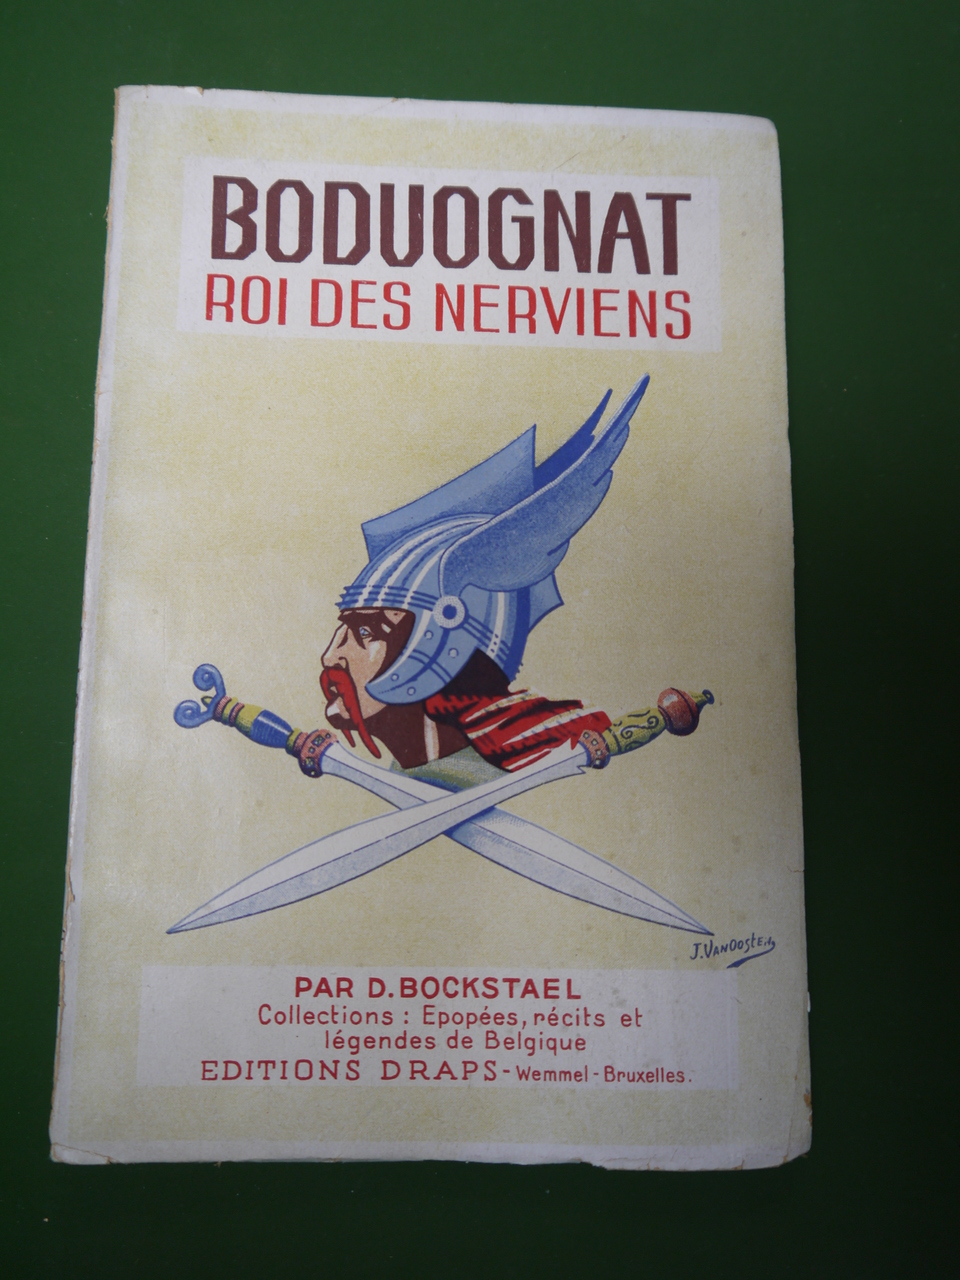 BODUOGNAT
ROI DES NERVIENS
J. VANOOSTEN
PAR D. BOCKSTAEL
Collections : Epopées, récits et
légendes de Belgique
EDITIONS DRAPS - Wemmel - Bruxelles.